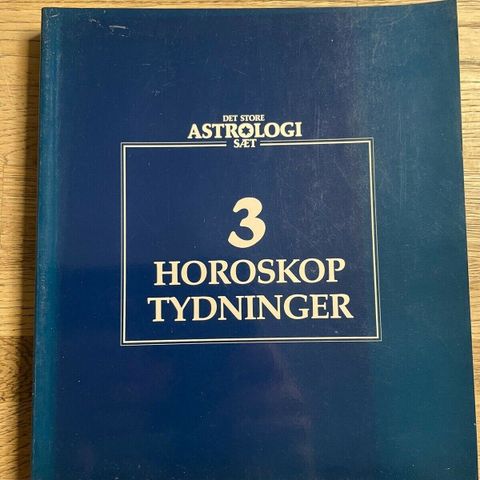 DET STORE
ASTROLOGI
SÆT
3
HOROSKOP
TYDNINGER